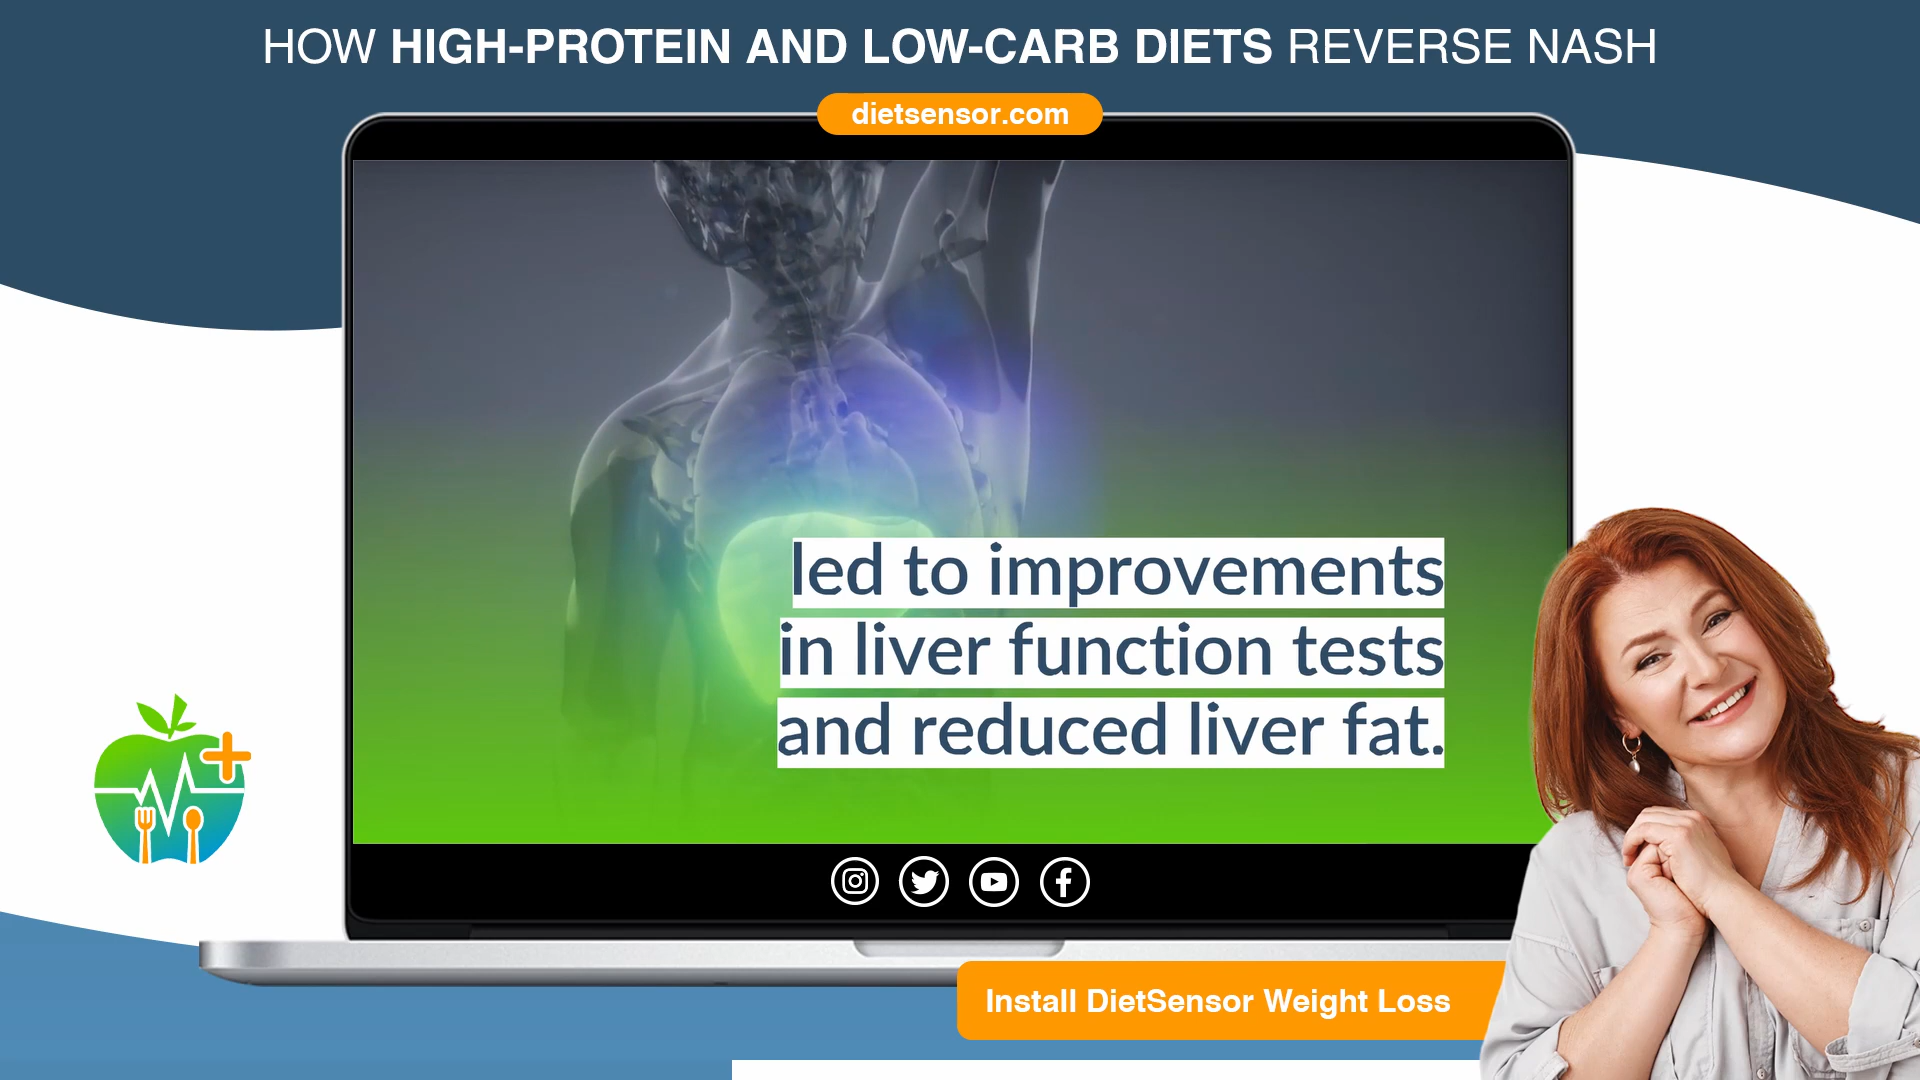 HOW HIGH-PROTEIN AND LOW-CARB DIETS REVERSE NASH
dietsensor.com
led to improvements
in liver function tests
and reduced liver fat.
Install DietSensor Weight Loss